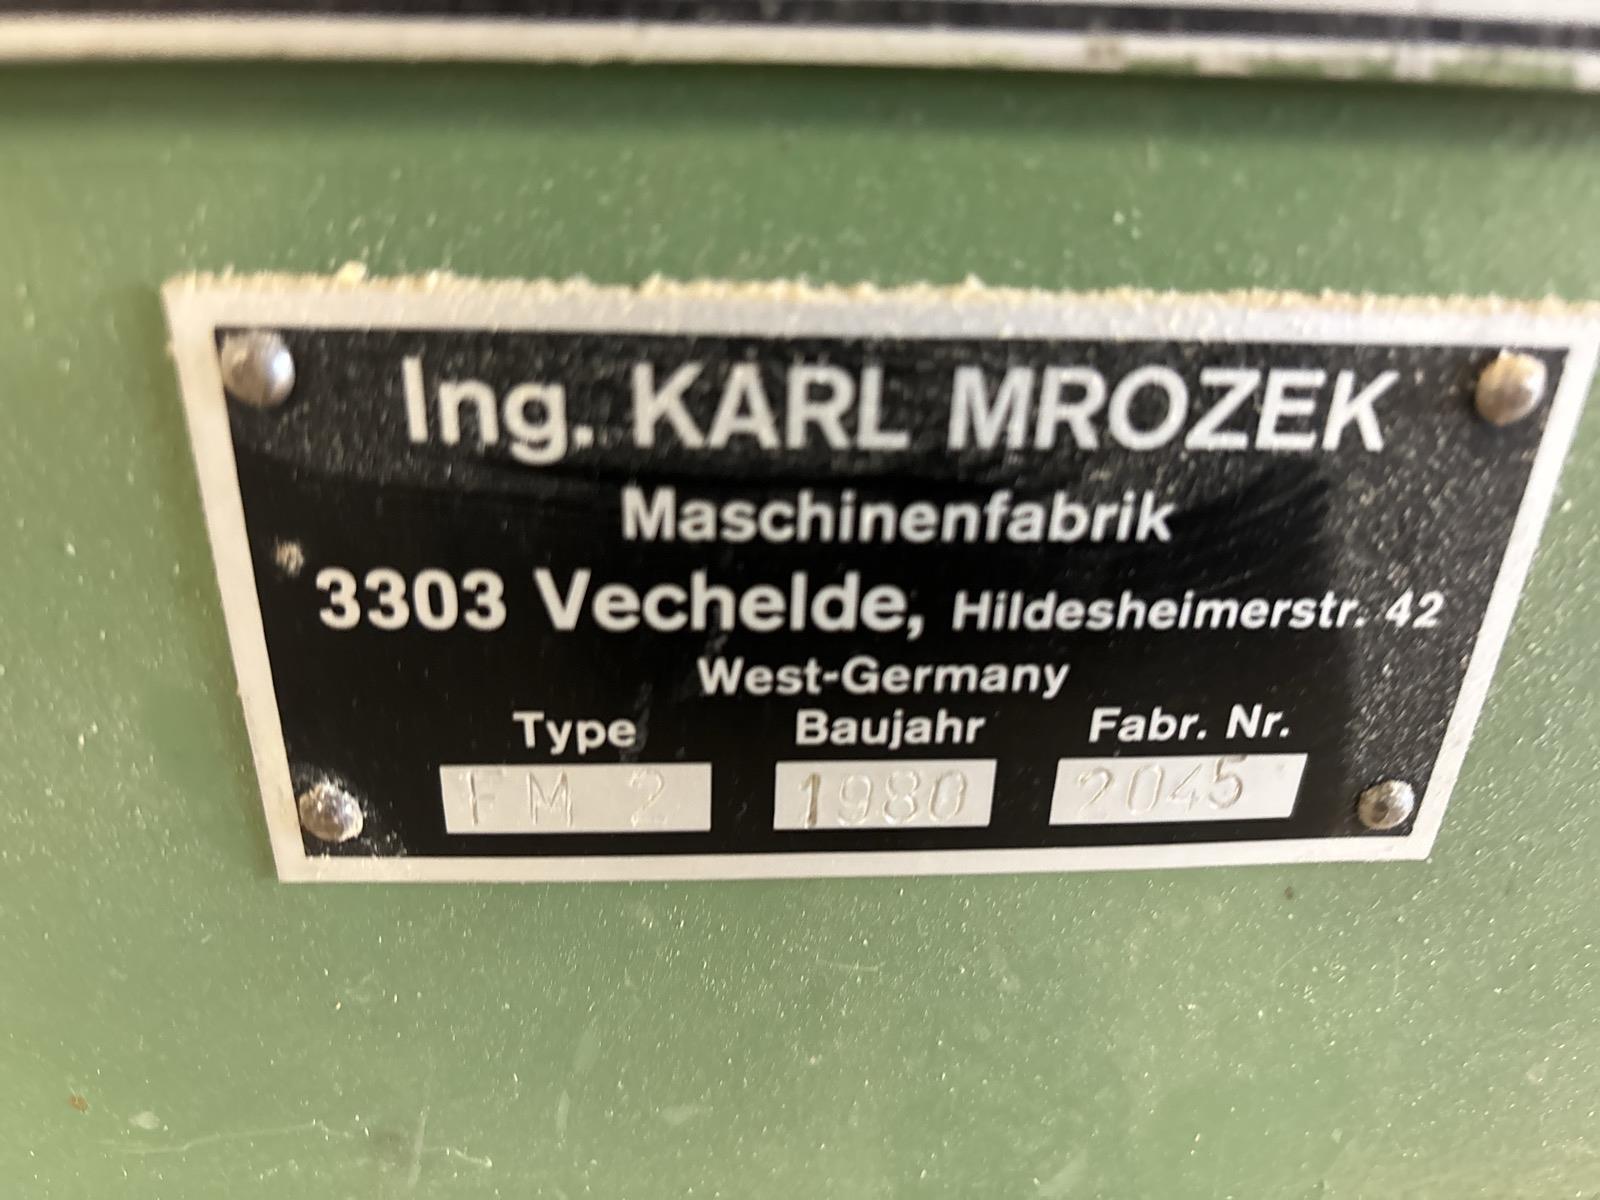 Ing. KARL MROZEK
Maschinenfabrik
3303 Vechelde, Hildesheimerstr. 42
West-Germany
Type Baujahr Fabr. Nr.
FM 2 1980 2045